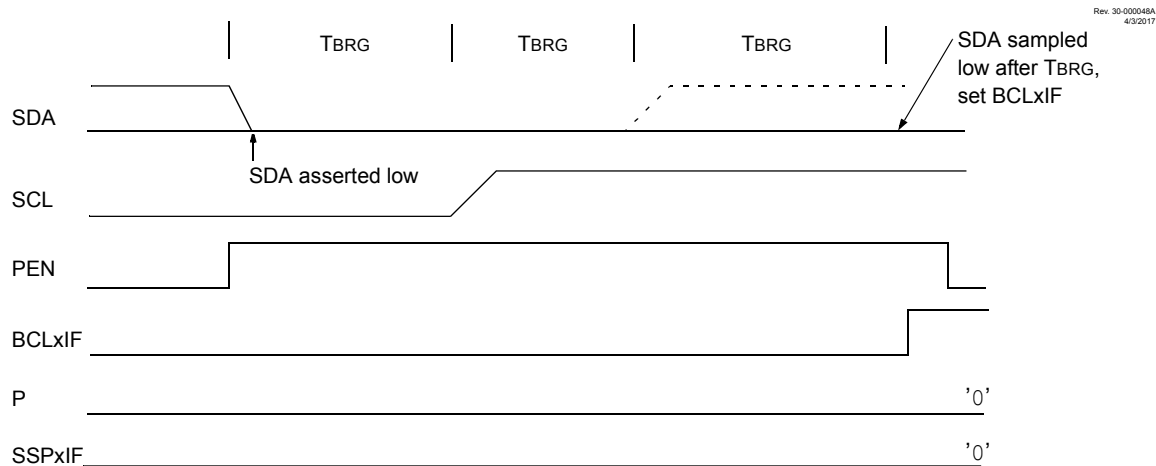 Rev. 30-000048A
4/3/2017
TBRG TBRG TBRG
SDA sampled
low after TBRG,
set BCLxIF
SDA
SDA asserted low
SCL
PEN
BCLxIF
P '0'
SSPxIF '0'